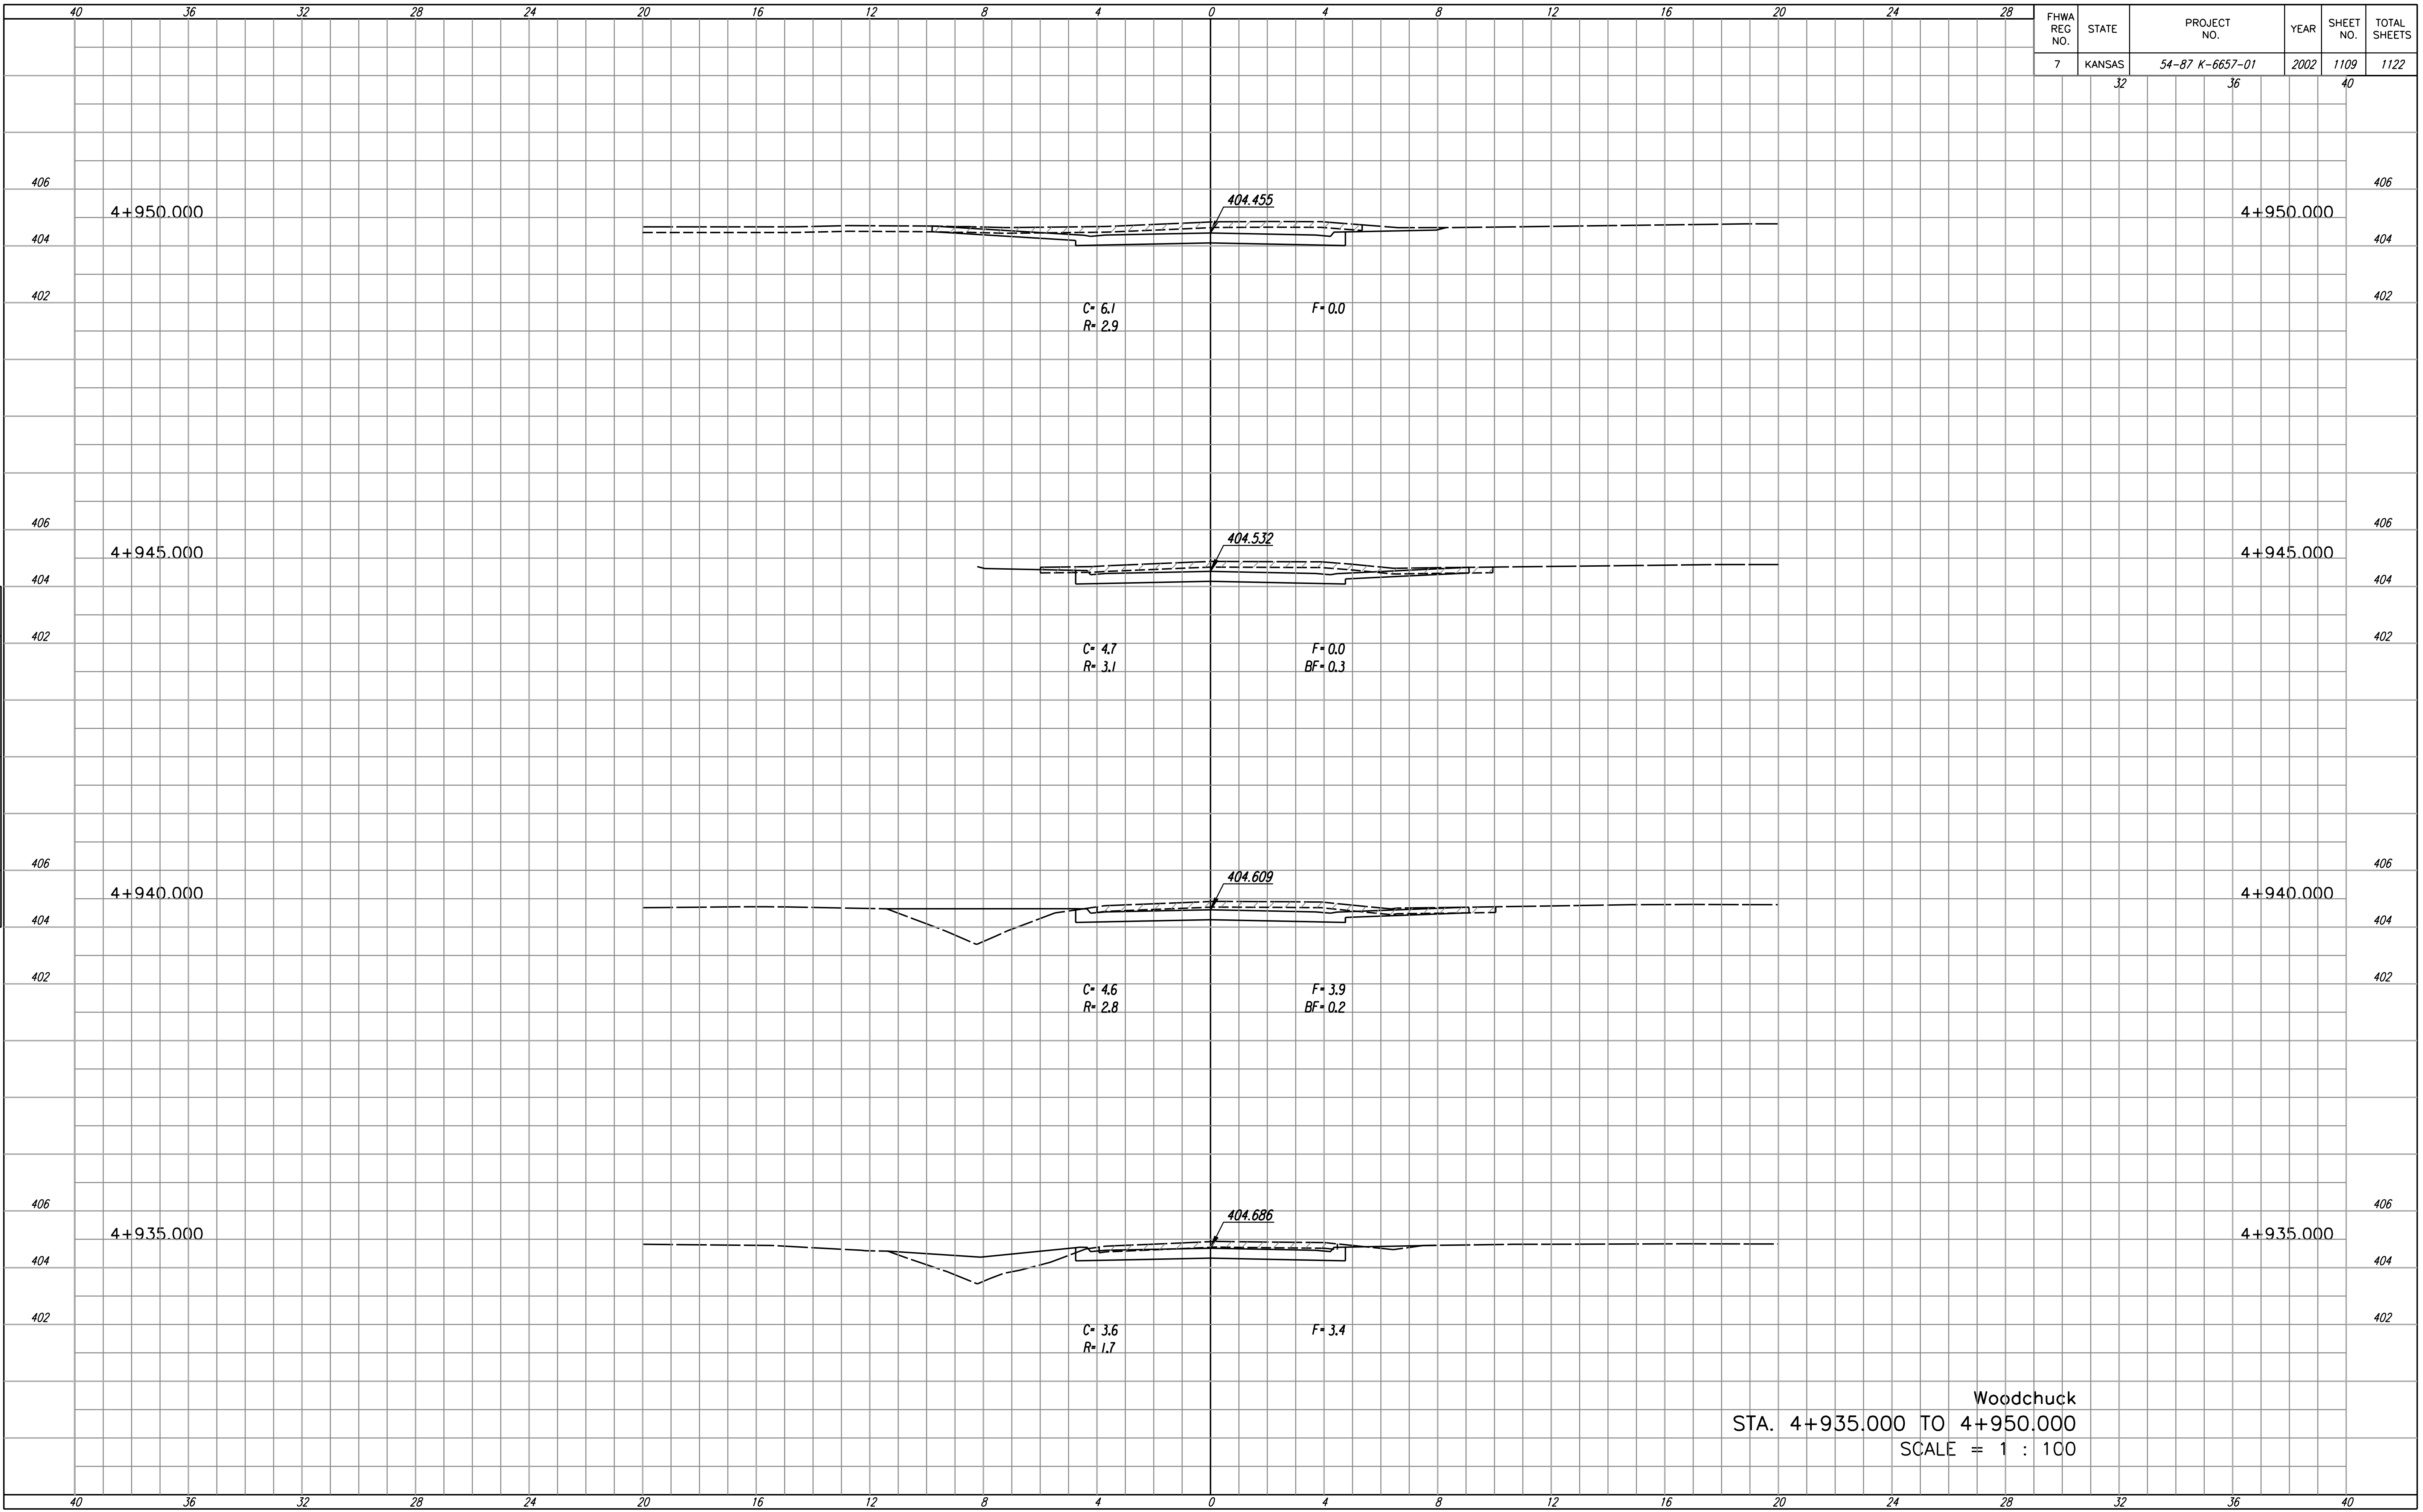 40 36 32 28 24 20 16 12 8 4 0 4 8 12 16 20 24 28
FHWA REG NO. STATE PROJECT NO. YEAR SHEET NO. TOTAL SHEETS
7 KANSAS 54-87 K-6657-01 2002 1109 1122
32 36 40
406 406
404.455
4+950.000 4+950.000
404 404
402 402
C= 6.1 F= 0.0
R= 2.9
406 406
404.532
4+945.000 4+945.000
404 404
402 402
C= 4.7 F= 0.0
R= 3.1 BF= 0.3
406 406
404.609
4+940.000 4+940.000
404 404
402 402
C= 4.6 F= 3.9
R= 2.8 BF= 0.2
406 406
404.686
4+935.000 4+935.000
404 404
402 402
C= 3.6 F= 3.4
R= 1.7
Woodchuck
STA. 4+935.000 TO 4+950.000
SCALE = 1 : 100
40 36 32 28 24 20 16 12 8 4 0 4 8 12 16 20 24 28 32 36 40